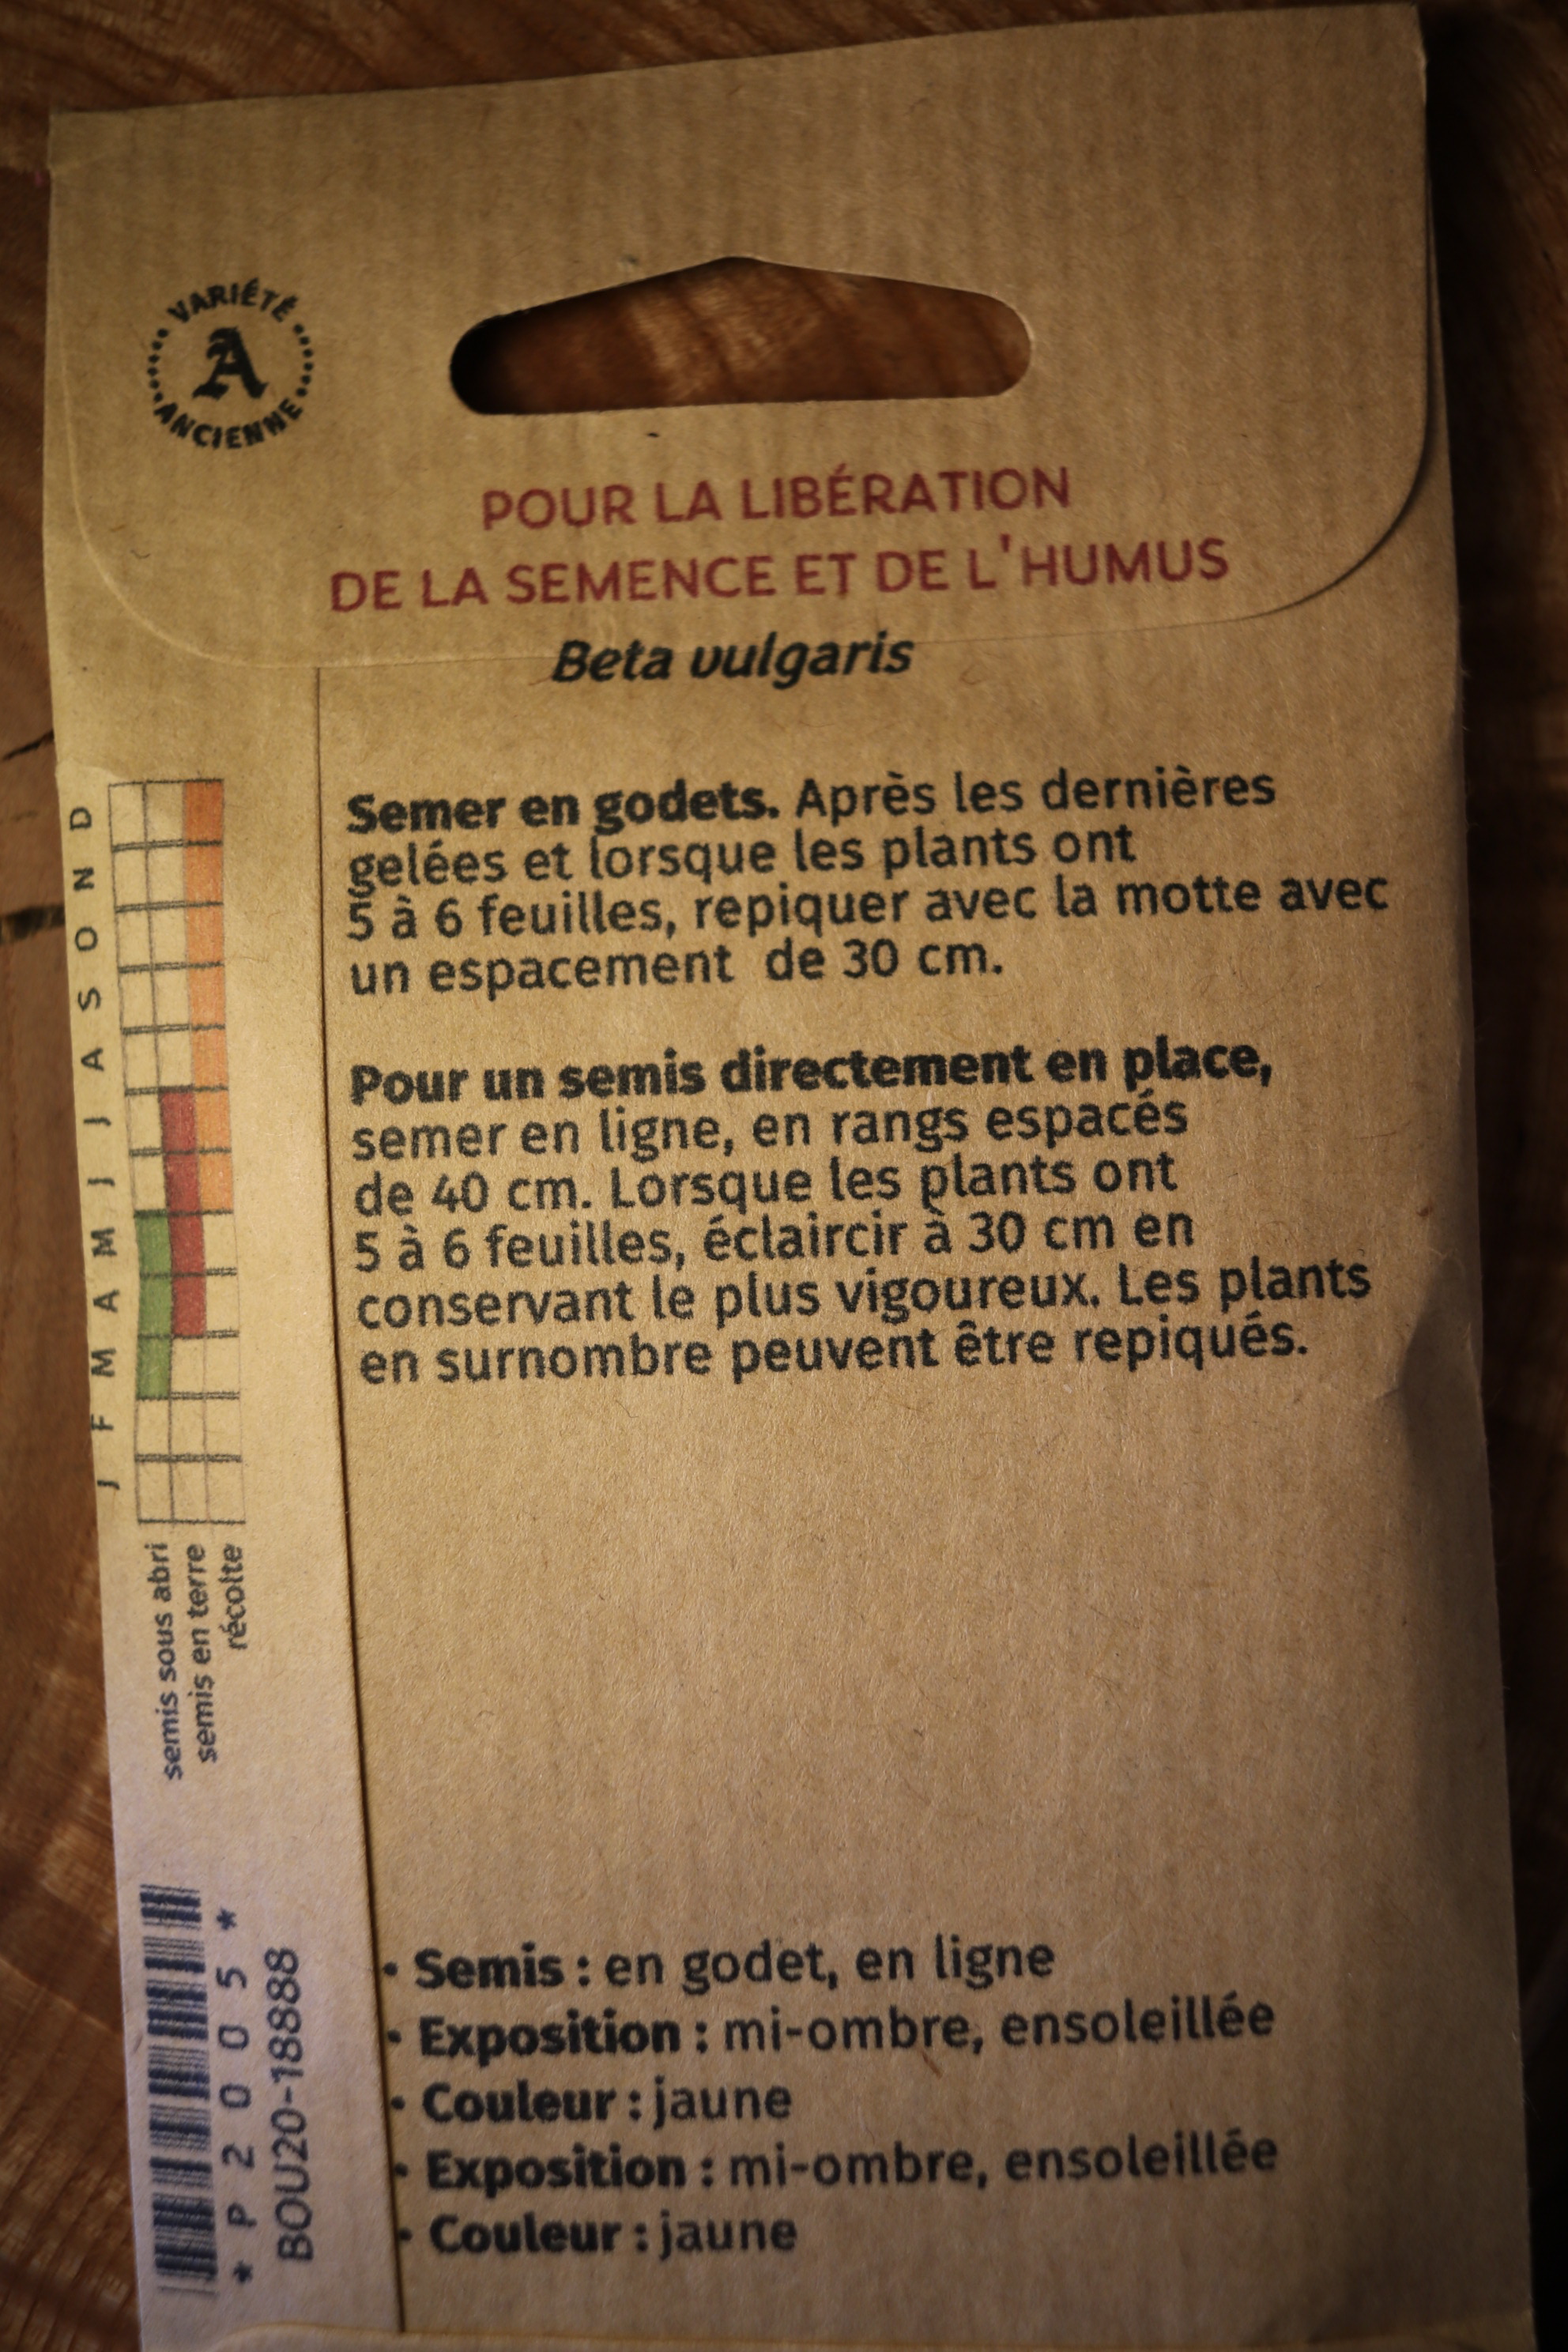 VARIÉTÉ
A
ANCIENNE
POUR LA LIBÉRATION
DE LA SEMENCE ET DE L'HUMUS
Beta vulgaris
Semer en godets. Après les dernières
gelées et lorsque les plants ont
5 à 6 feuilles, repiquer avec la motte avec
un espacement de 30 cm.
Pour un semis directement en place,
semer en ligne, en rangs espacés
de 40 cm. Lorsque les plants ont
5 à 6 feuilles, éclaircir à 30 cm en
conservant le plus vigoureux. Les plants
en surnombre peuvent être repiqués.
J F M A M J J A S O N D
semis sous abri
semis en terre
récolte
* P 2 0 0 5 *
BOU20-18888
• Semis : en godet, en ligne
• Exposition : mi-ombre, ensoleillée
• Couleur : jaune
• Exposition : mi-ombre, ensoleillée
• Couleur : jaune